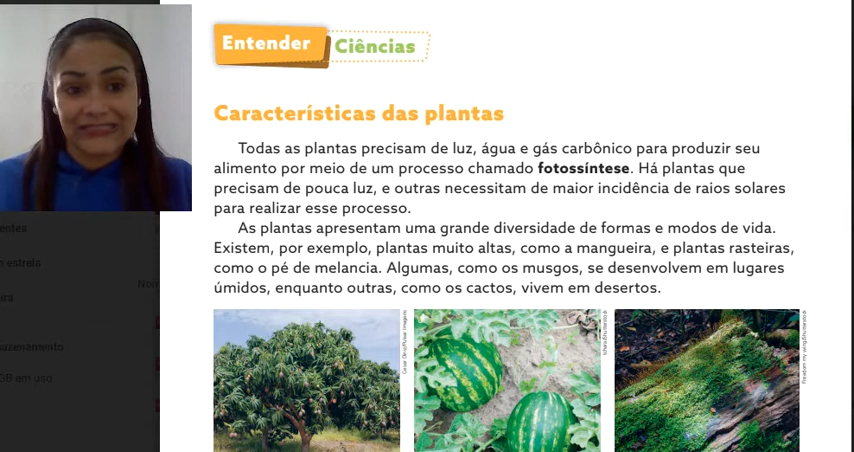 Entender Ciências
Características das plantas
Todas as plantas precisam de luz, água e gás carbônico para produzir seu
alimento por meio de um processo chamado fotossíntese. Há plantas que
precisam de pouca luz, e outras necessitam de maior incidência de raios solares
para realizar esse processo.
As plantas apresentam uma grande diversidade de formas e modos de vida.
Existem, por exemplo, plantas muito altas, como a mangueira, e plantas rasteiras,
como o pé de melancia. Algumas, como os musgos, se desenvolvem em lugares
úmidos, enquanto outras, como os cactos, vivem em desertos.
entes
estrela
Nom
GB em uso